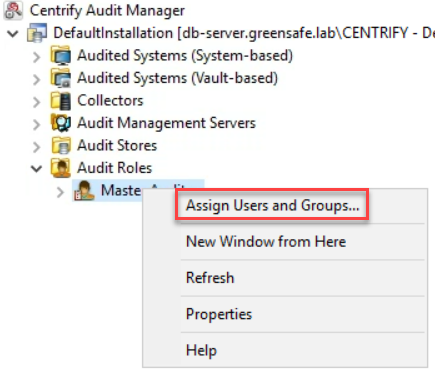 Centrify Audit Manager
DefaultInstallation [db-server.greensafe.lab\CENTRIFY - De
Audited Systems (System-based)
Audited Systems (Vault-based)
Collectors
Audit Management Servers
Audit Stores
Audit Roles
Master Audit
Assign Users and Groups...
New Window from Here
Refresh
Properties
Help